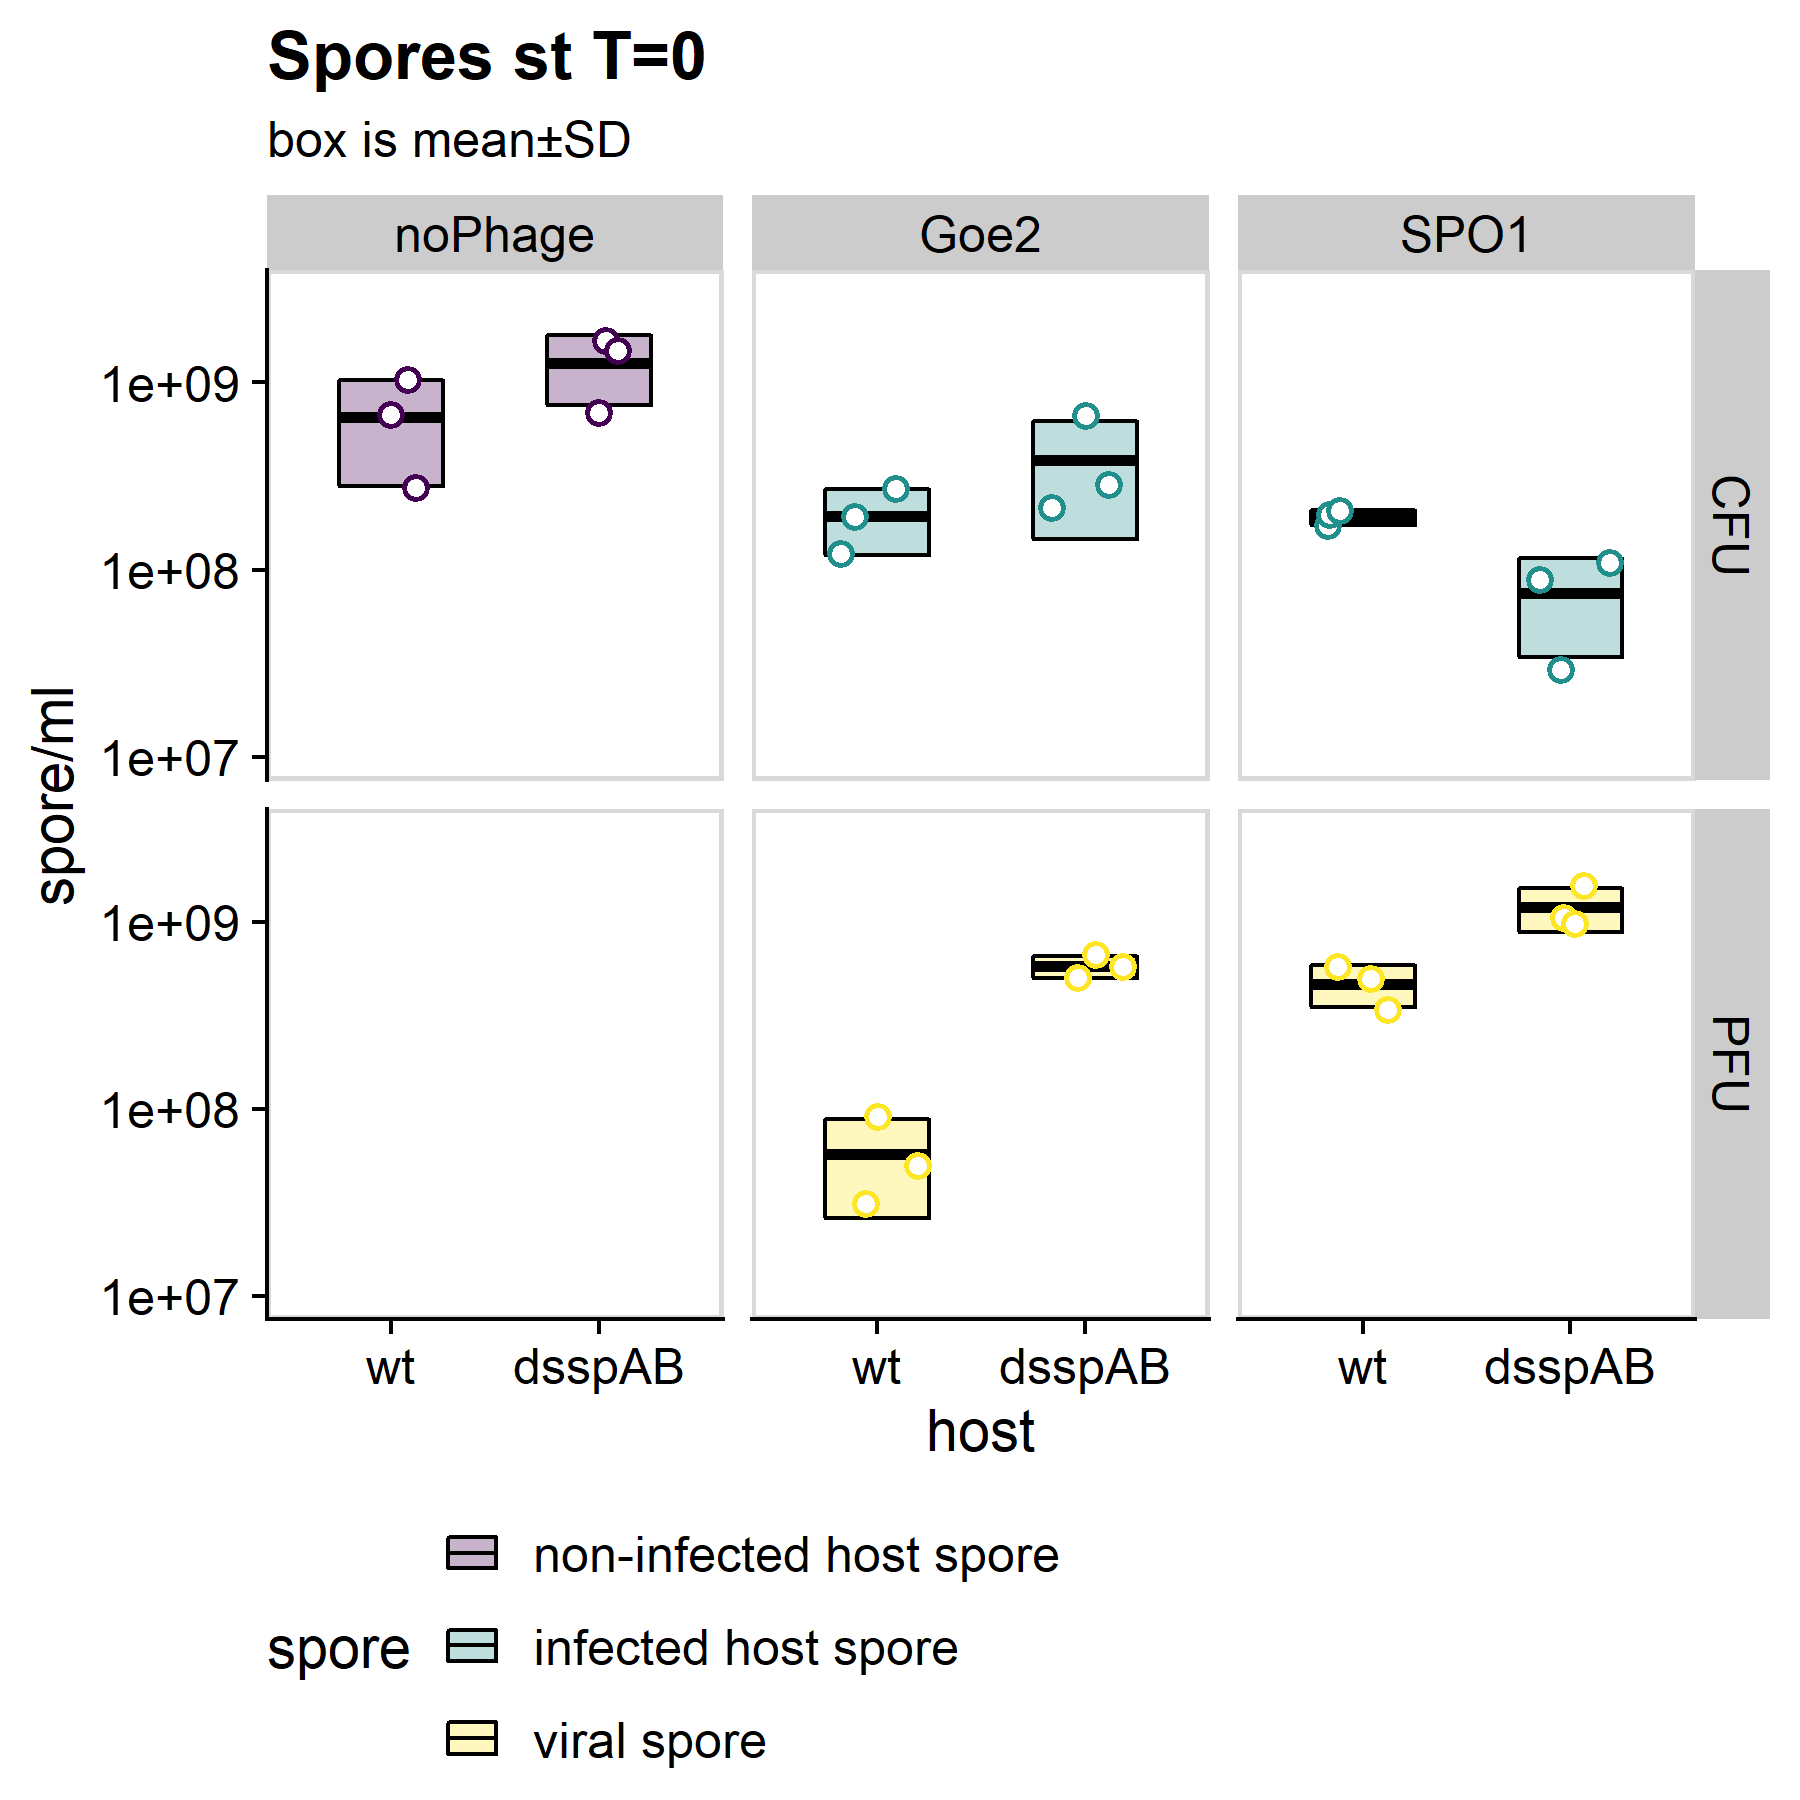 Spores st T=0
box is mean±SD
noPhage
Goe2
SPO1
1e+09
1e+08
1e+07
CFU
spore/ml
1e+09
1e+08
1e+07
PFU
wt
dsspAB
wt
dsspAB
wt
dsspAB
host
spore
non-infected host spore
infected host spore
viral spore